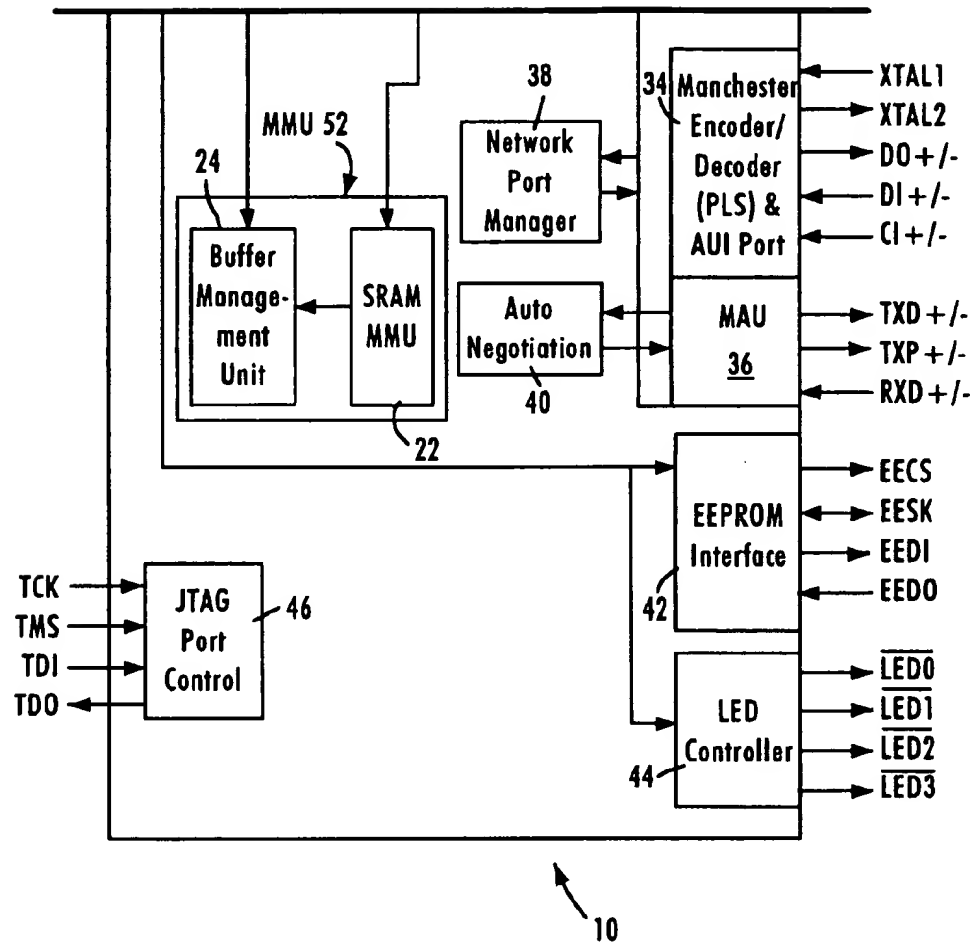 XTAL1
XTAL2
DO +/-
DI +/-
CI +/-
34 Manchester
Encoder/
Decoder
(PLS) &
AUI Port
38
Network
Port
Manager
MMU 52
24
Buffer
Manage-
ment
Unit
SRAM
MMU
22
Auto
Negotiation
40
MAU
36
TXD +/-
TXP +/-
RXD +/-
EEPROM
Interface
42
EECS
EESK
EEDI
EEDO
TCK
TMS
TDI
TDO
JTAG
Port
Control
46
LED
Controller
44
LED0
LED1
LED2
LED3
10